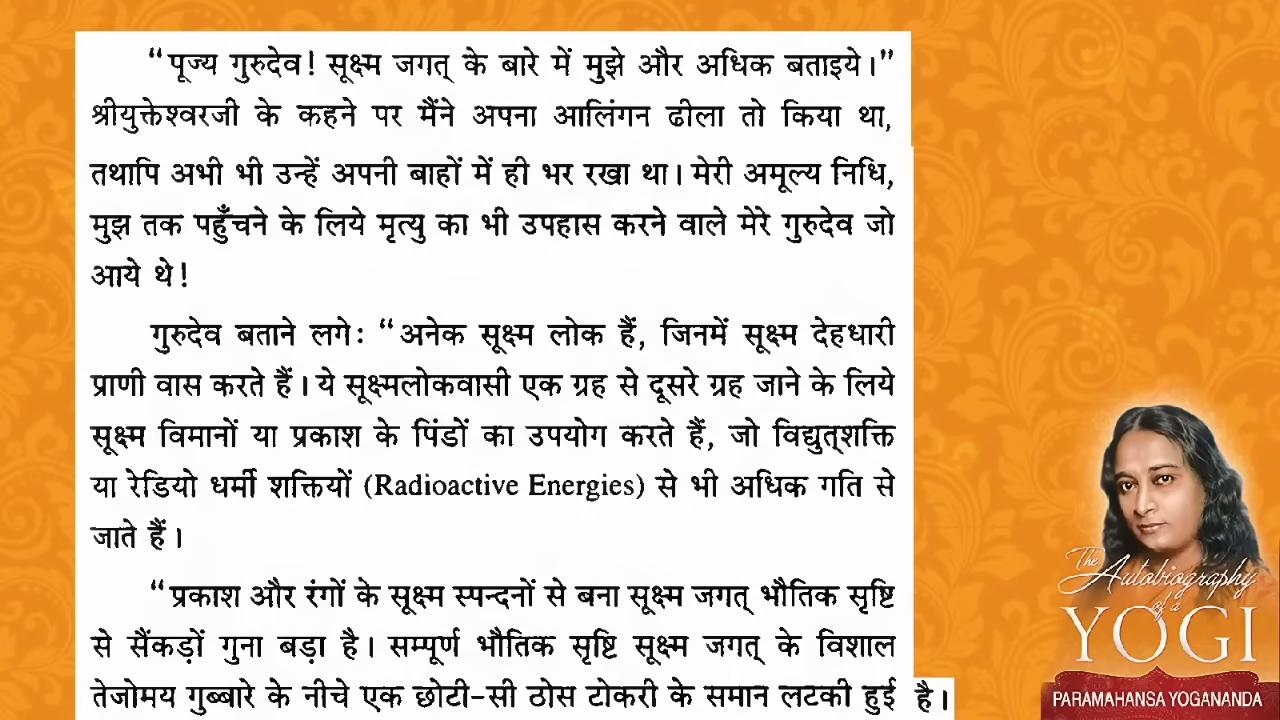 “पूज्य गुरुदेव! सूक्ष्म जगत् के बारे में मुझे और अधिक बताइये।”
श्रीयुक्तेश्वरजी के कहने पर मैंने अपना आलिंगन ढीला तो किया था,
तथापि अभी भी उन्हें अपनी बाहों में ही भर रखा था। मेरी अमूल्य निधि,
मुझ तक पहुँचने के लिये मृत्यु का भी उपहास करने वाले मेरे गुरुदेव जो
आये थे!
गुरुदेव बताने लगे: “अनेक सूक्ष्म लोक हैं, जिनमें सूक्ष्म देहधारी
प्राणी वास करते हैं। ये सूक्ष्मलोकवासी एक ग्रह से दूसरे ग्रह जाने के लिये
सूक्ष्म विमानों या प्रकाश के पिंडों का उपयोग करते हैं, जो विद्युत्‌शक्ति
या रेडियो धर्मी शक्तियों (Radioactive Energies) से भी अधिक गति से
जाते हैं।
“प्रकाश और रंगों के सूक्ष्म स्पन्दनों से बना सूक्ष्म जगत् भौतिक सृष्टि
से सैंकड़ों गुना बड़ा है। सम्पूर्ण भौतिक सृष्टि सूक्ष्म जगत् के विशाल
तेजोमय गुब्बारे के नीचे एक छोटी-सी ठोस टोकरी के समान लटकी हुई है।
The Autobiography
of a
YOGI
PARAMAHANSA YOGANANDA